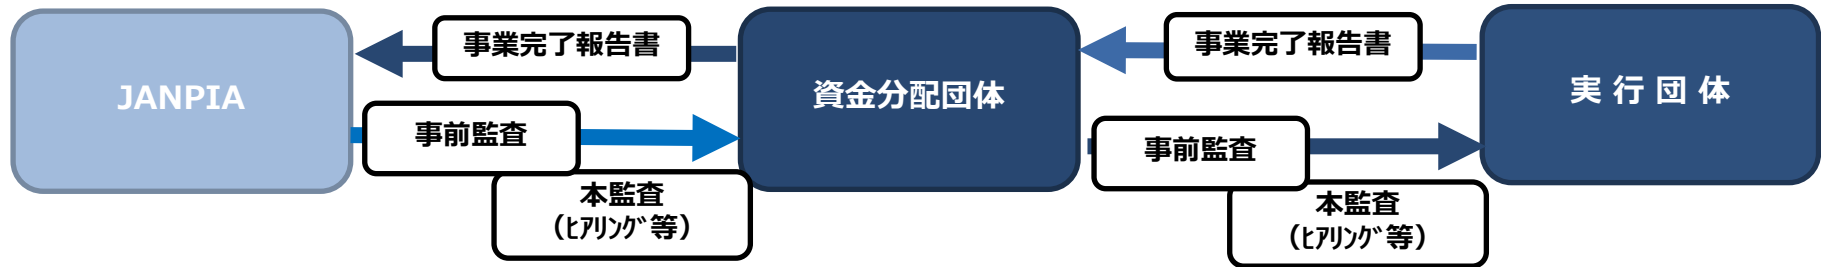 事業完了報告書
事業完了報告書
JANPIA
資金分配団体
実 行 団 体
事前監査
事前監査
本監査
（ﾋｱﾘﾝｸﾞ等）
本監査
（ﾋｱﾘﾝｸﾞ等）